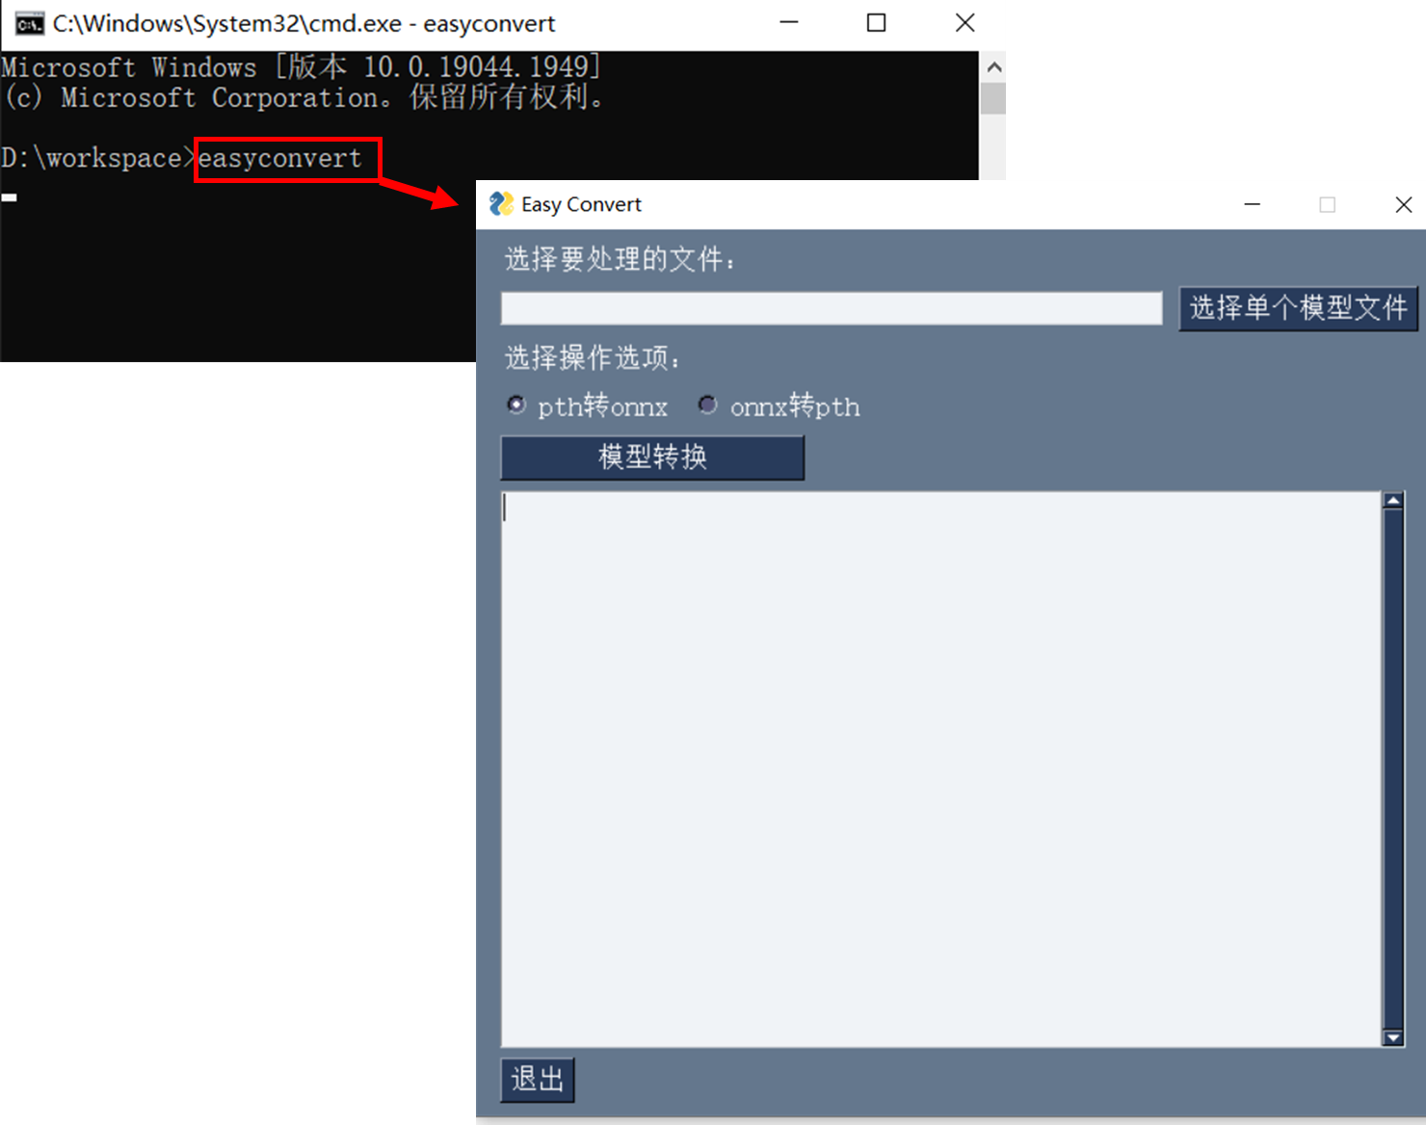 C:\Windows\System32\cmd.exe - easyconvert
Microsoft Windows [版本 10.0.19044.1949]
(c) Microsoft Corporation。保留所有权利。
D:\workspace>easyconvert
Easy Convert
选择要处理的文件：
选择单个模型文件
选择操作选项：
pth转onnx onnx转pth
模型转换
退出